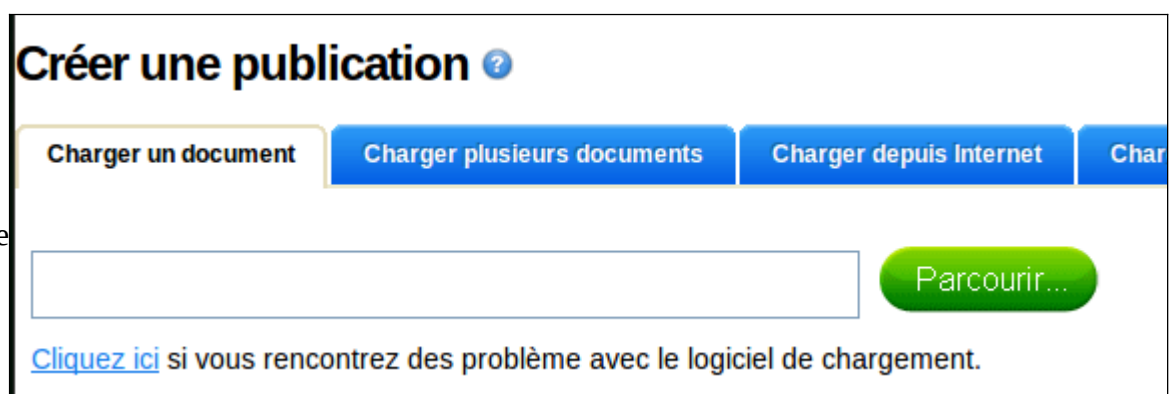 Créer une publication ?
Charger un document Charger plusieurs documents Charger depuis Internet Char
e
Parcourir...
Cliquez ici si vous rencontrez des problème avec le logiciel de chargement.